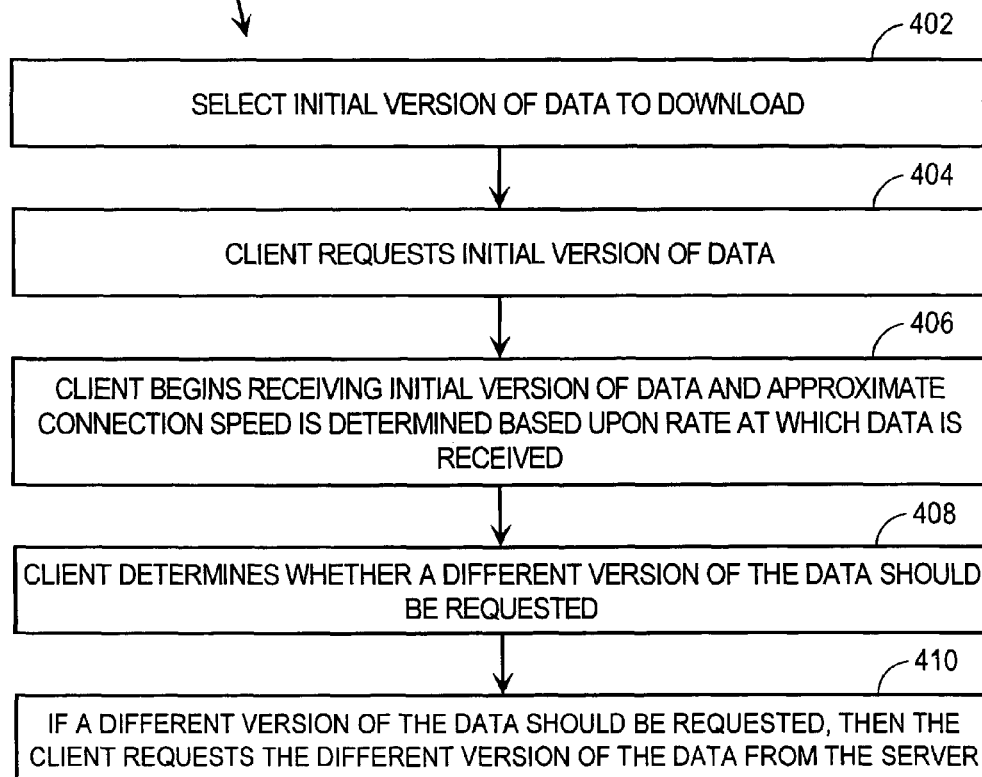 402
SELECT INITIAL VERSION OF DATA TO DOWNLOAD
404
CLIENT REQUESTS INITIAL VERSION OF DATA
406
CLIENT BEGINS RECEIVING INITIAL VERSION OF DATA AND APPROXIMATE
CONNECTION SPEED IS DETERMINED BASED UPON RATE AT WHICH DATA IS
RECEIVED
408
CLIENT DETERMINES WHETHER A DIFFERENT VERSION OF THE DATA SHOULD
BE REQUESTED
410
IF A DIFFERENT VERSION OF THE DATA SHOULD BE REQUESTED, THEN THE
CLIENT REQUESTS THE DIFFERENT VERSION OF THE DATA FROM THE SERVER